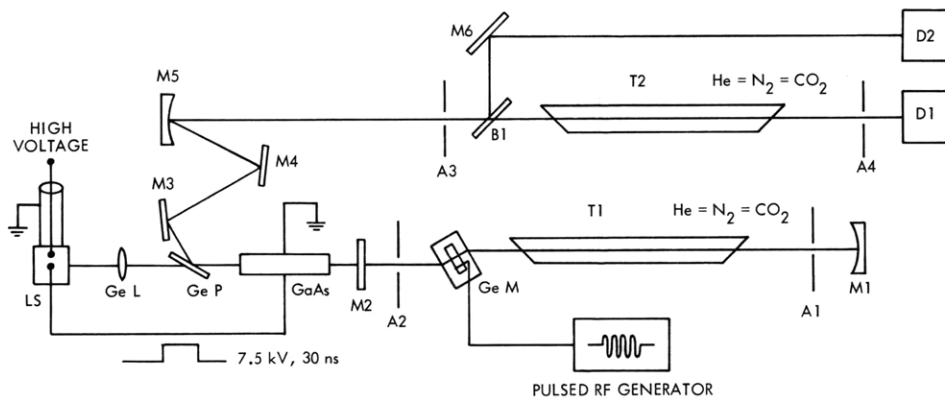 M6
D2
M5
T2
He = N₂ = CO₂
D1
HIGH
VOLTAGE
B1
M4
A3
A4
M3
T1
He = N₂ = CO₂
LS
Ge L
Ge P
GaAs
M2
A2
Ge M
A1
M1
7.5 kV, 30 ns
PULSED RF GENERATOR